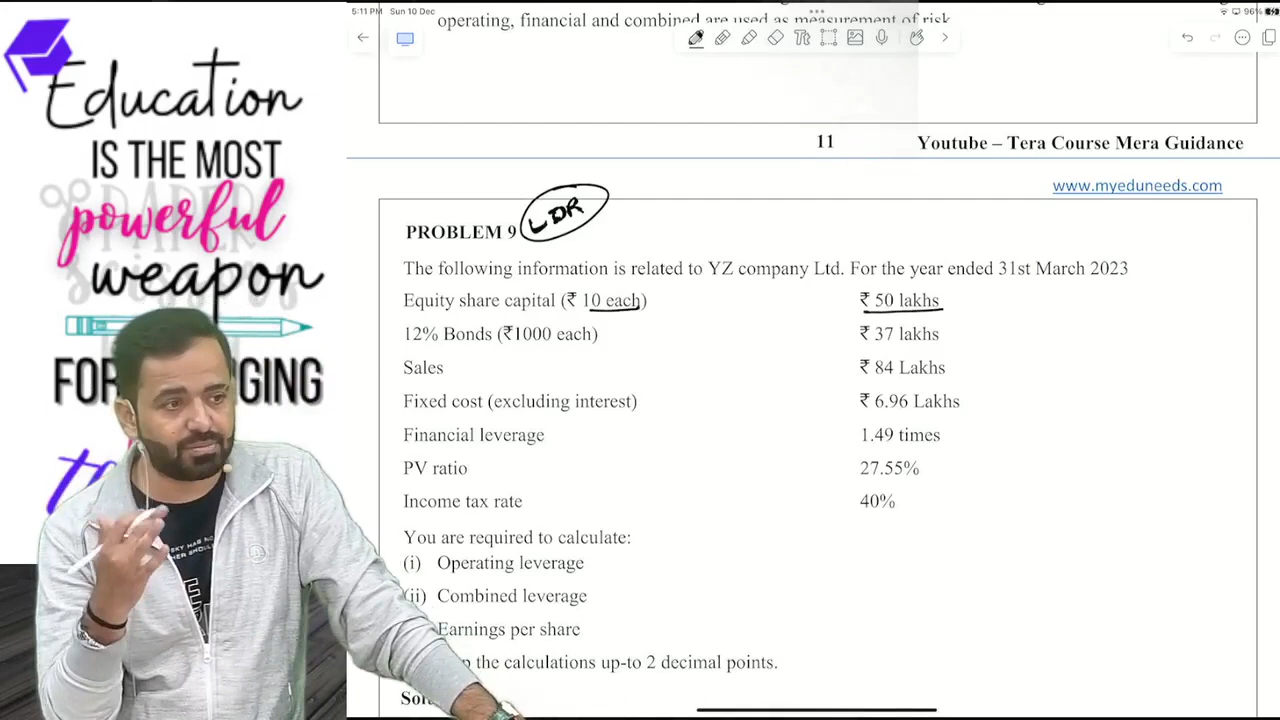 5:11 PM Sun 10 Dec
96%
operating, financial and combined are used as measurement of risk
Education
IS THE MOST
powerful
weapon
FOR
GING
11 Youtube – Tera Course Mera Guidance
www.myeduneeds.com
PROBLEM 9 LDR
The following information is related to YZ company Ltd. For the year ended 31st March 2023
Equity share capital (₹ 10 each) ₹ 50 lakhs
12% Bonds (₹1000 each) ₹ 37 lakhs
Sales ₹ 84 Lakhs
Fixed cost (excluding interest) ₹ 6.96 Lakhs
Financial leverage 1.49 times
PV ratio 27.55%
Income tax rate 40%
You are required to calculate:
(i) Operating leverage
(ii) Combined leverage
Earnings per share
the calculations up-to 2 decimal points.